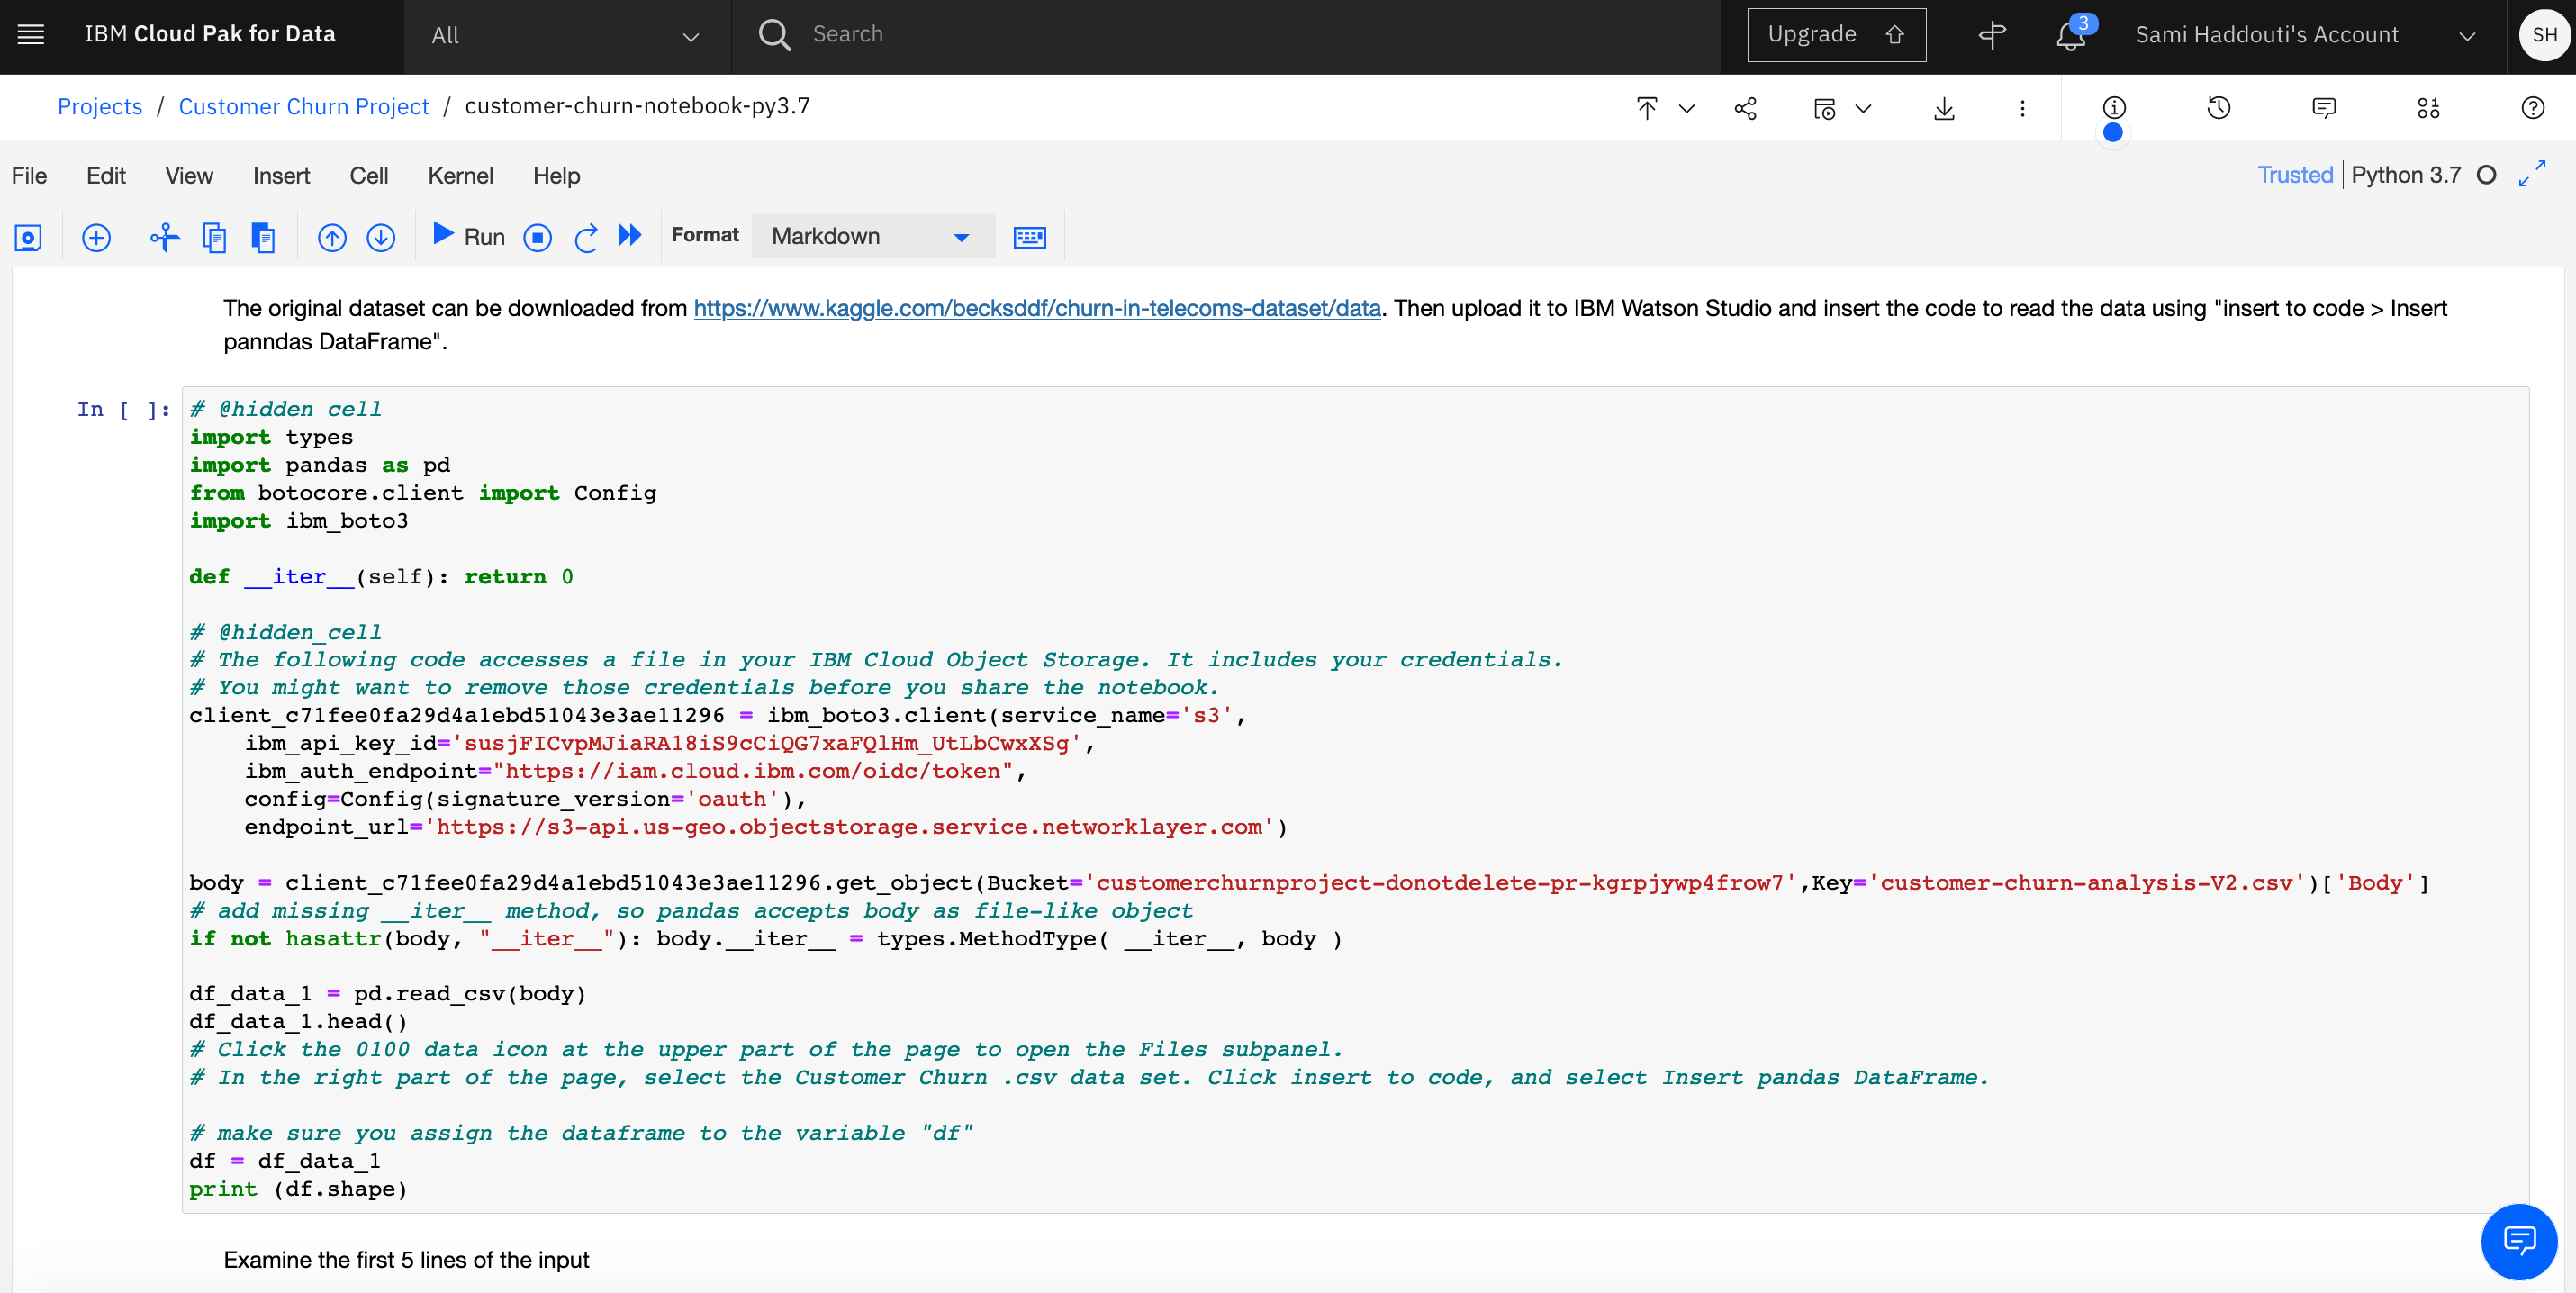 IBM Cloud Pak for Data
All
Search
Upgrade
3
Sami Haddouti's Account
SH
Projects / Customer Churn Project / customer-churn-notebook-py3.7
File Edit View Insert Cell Kernel Help
Trusted | Python 3.7
Run
Format
Markdown
The original dataset can be downloaded from https://www.kaggle.com/becksddf/churn-in-telecoms-dataset/data. Then upload it to IBM Watson Studio and insert the code to read the data using "insert to code > Insert
panndas DataFrame".
In [ ]:
# @hidden cell
import types
import pandas as pd
from botocore.client import Config
import ibm_boto3
def __iter__(self): return 0
# @hidden_cell
# The following code accesses a file in your IBM Cloud Object Storage. It includes your credentials.
# You might want to remove those credentials before you share the notebook.
client_c71fee0fa29d4a1ebd51043e3ae11296 = ibm_boto3.client(service_name='s3',
    ibm_api_key_id='susjFICvpMJiaRA18iS9cCiQG7xaFQlHm_UtLbCwxXSg',
    ibm_auth_endpoint="https://iam.cloud.ibm.com/oidc/token",
    config=Config(signature_version='oauth'),
    endpoint_url='https://s3-api.us-geo.objectstorage.service.networklayer.com')
body = client_c71fee0fa29d4a1ebd51043e3ae11296.get_object(Bucket='customerchurnproject-donotdelete-pr-kgrpjywp4frow7',Key='customer-churn-analysis-V2.csv')['Body']
# add missing __iter__ method, so pandas accepts body as file-like object
if not hasattr(body, "__iter__"): body.__iter__ = types.MethodType( __iter__, body )
df_data_1 = pd.read_csv(body)
df_data_1.head()
# Click the 0100 data icon at the upper part of the page to open the Files subpanel.
# In the right part of the page, select the Customer Churn .csv data set. Click insert to code, and select Insert pandas DataFrame.
# make sure you assign the dataframe to the variable "df"
df = df_data_1
print (df.shape)
Examine the first 5 lines of the input